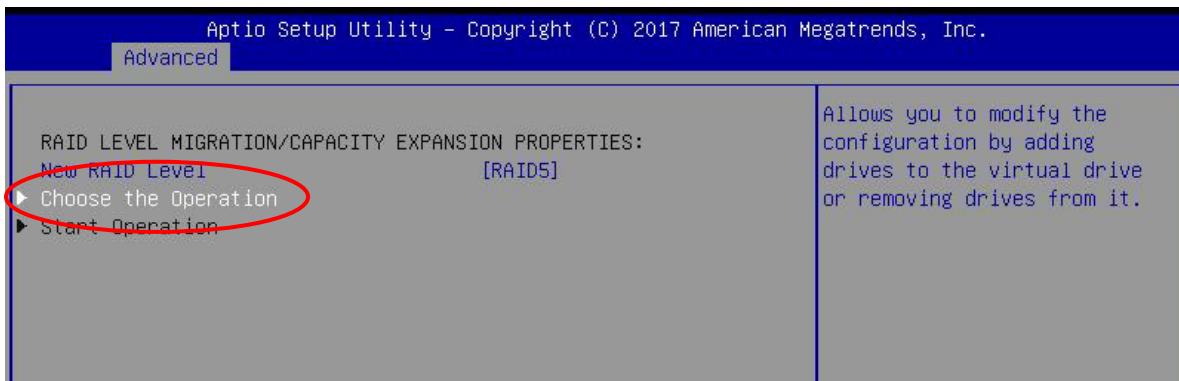 Aptio Setup Utility – Copyright (C) 2017 American Megatrends, Inc.
Advanced
RAID LEVEL MIGRATION/CAPACITY EXPANSION PROPERTIES:
New RAID Level [RAID5]
▶ Choose the Operation
▶ Start Operation
Allows you to modify the
configuration by adding
drives to the virtual drive
or removing drives from it.